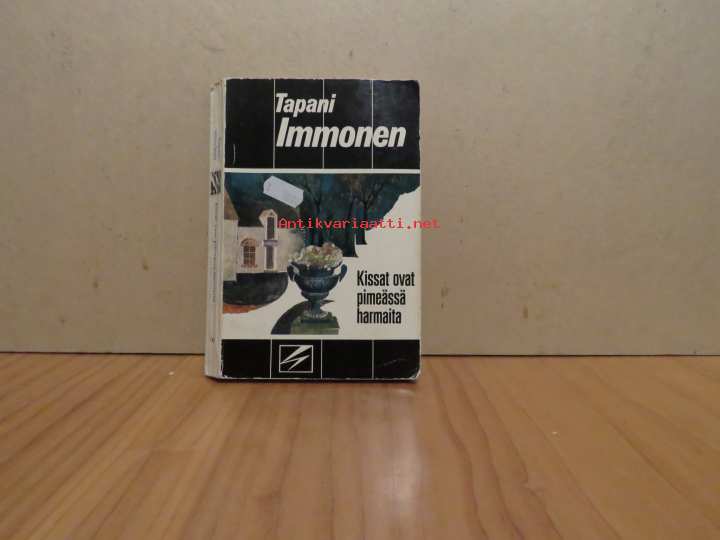 Tapani
Immonen
Antikvariaatti.net
Kissat ovat
pimeässä
harmaita